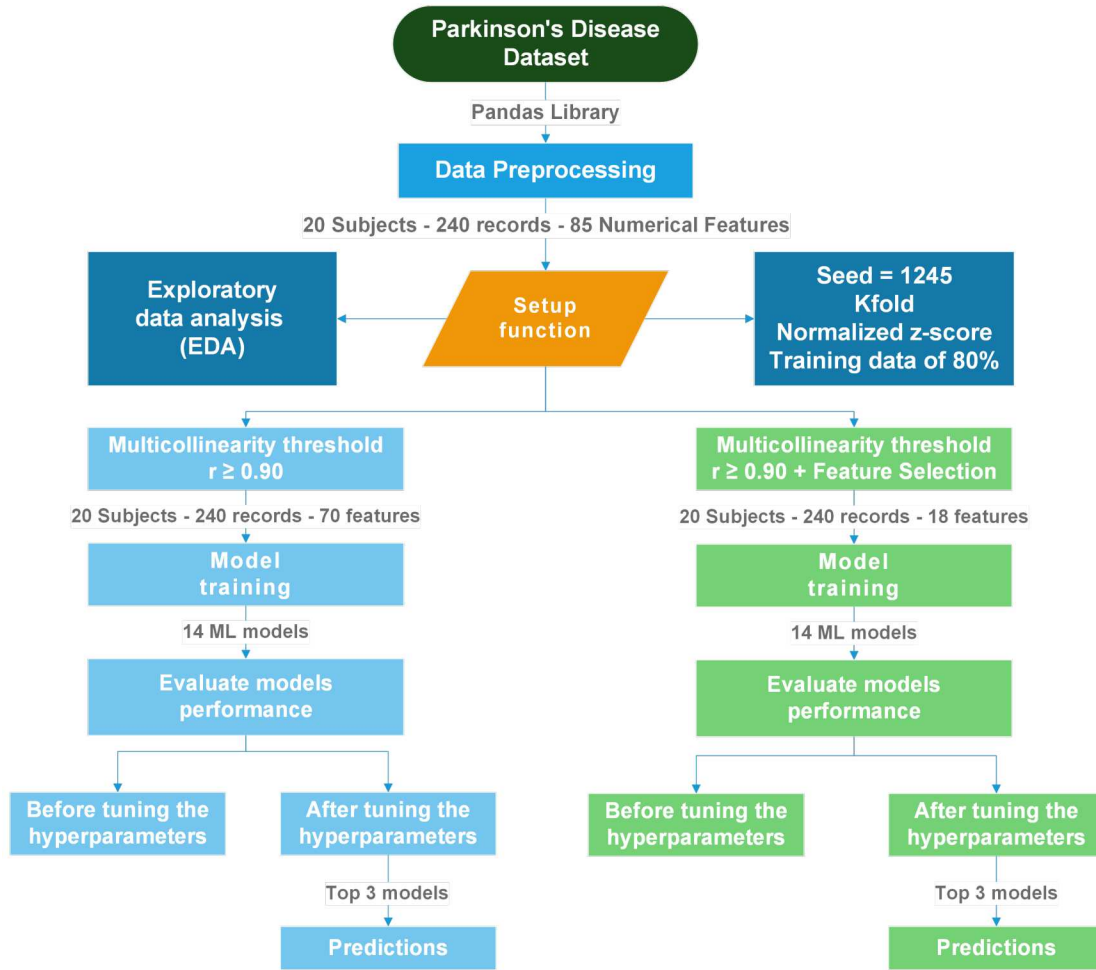 Parkinson's Disease
Dataset
Pandas Library
Data Preprocessing
20 Subjects - 240 records - 85 Numerical Features
Exploratory
data analysis
(EDA)
Setup
function
Seed = 1245
Kfold
Normalized z-score
Training data of 80%
Multicollinearity threshold
r ≥ 0.90
20 Subjects - 240 records - 70 features
Model
training
14 ML models
Evaluate models
performance
Before tuning the
hyperparameters
After tuning the
hyperparameters
Top 3 models
Predictions
Multicollinearity threshold
r ≥ 0.90 + Feature Selection
20 Subjects - 240 records - 18 features
Model
training
14 ML models
Evaluate models
performance
Before tuning the
hyperparameters
After tuning the
hyperparameters
Top 3 models
Predictions